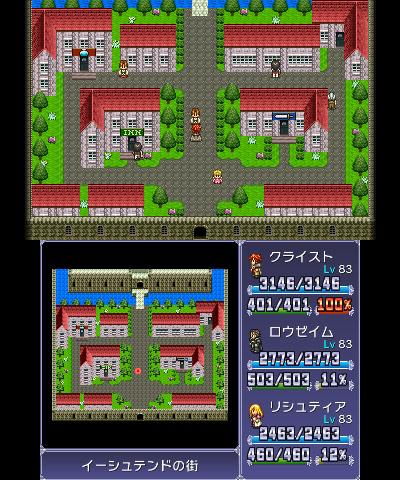 INN
クライスト
Lv 83
3146/3146
401/401 100%
ロウゼイム
Lv 83
2773/2773
503/503 11%
リシュティア
Lv 83
2463/2463
460/460 12%
イーシュテンドの街